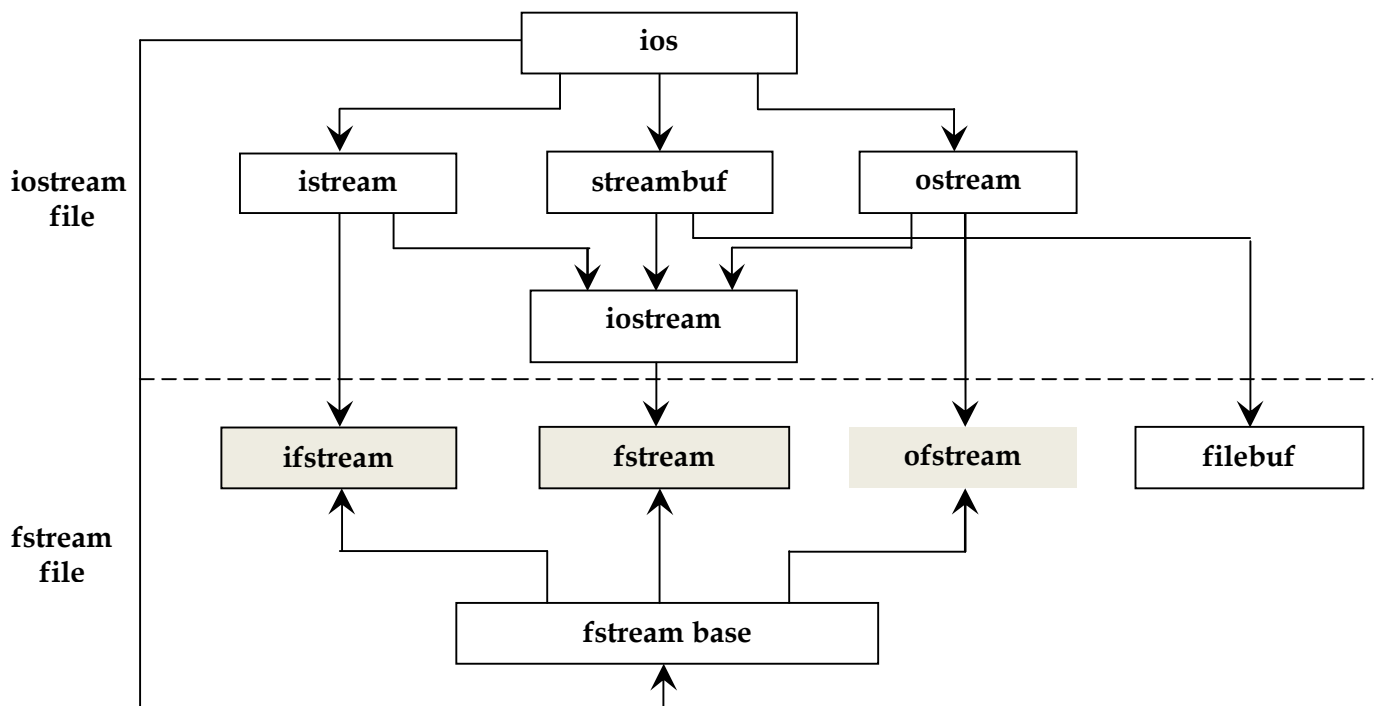 ios
istream
streambuf
ostream
iostream
file
iostream
ifstream
fstream
ofstream
filebuf
fstream
file
fstream base